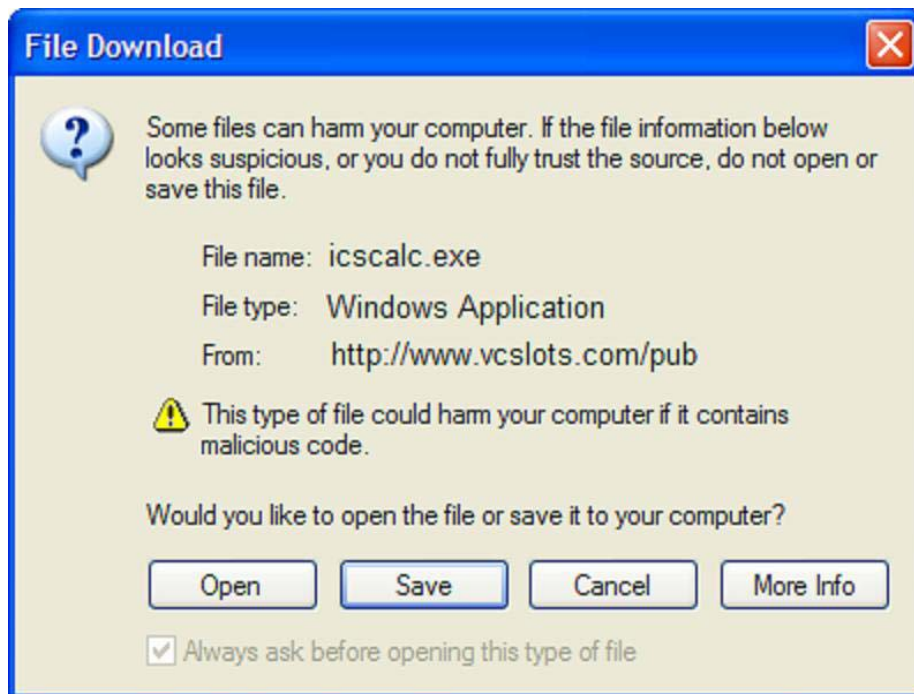 File Download
Some files can harm your computer. If the file information below
looks suspicious, or you do not fully trust the source, do not open or
save this file.
File name: icscalc.exe
File type: Windows Application
From: http://www.vcslots.com/pub
This type of file could harm your computer if it contains
malicious code.
Would you like to open the file or save it to your computer?
Open Save Cancel More Info
Always ask before opening this type of file